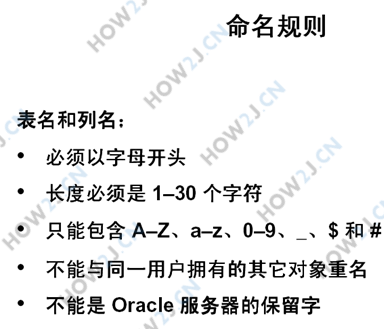 命名规则
表名和列名：
• 必须以字母开头
• 长度必须是 1–30 个字符
• 只能包含 A–Z、a–z、0–9、_、$ 和 #
• 不能与同一用户拥有的其它对象重名
• 不能是 Oracle 服务器的保留字
HOW2J.CN
HOW2J.CN
HOW2J.CN
HOW2J.CN
HOW2J.CN
HOW2J.CN